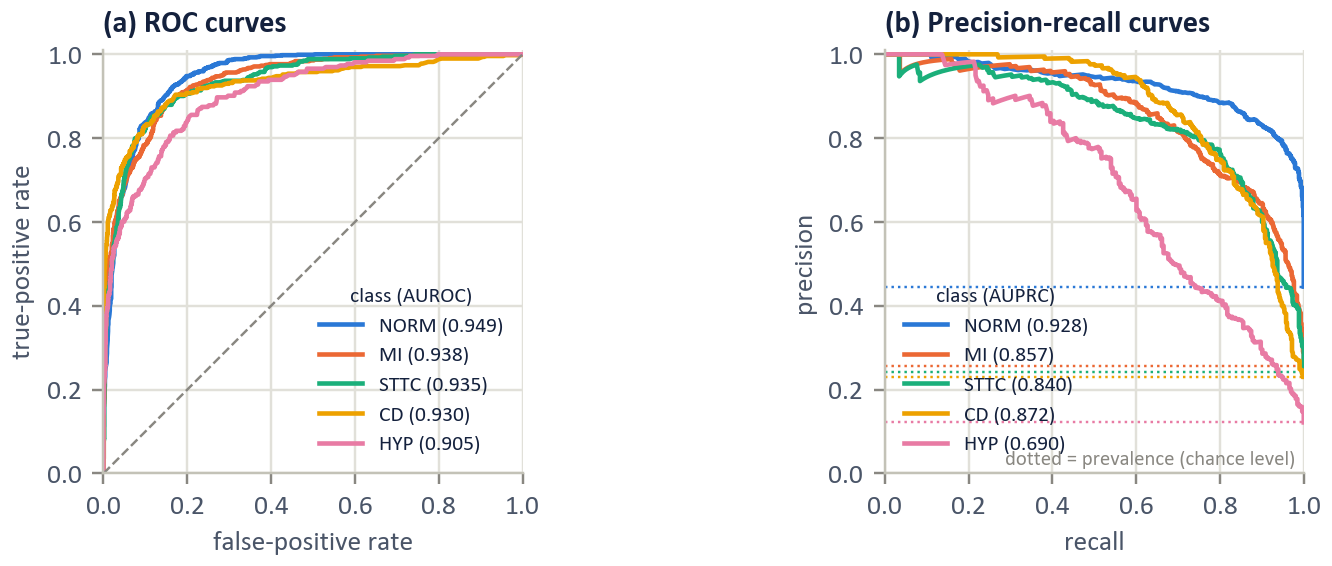 (a) ROC curves
true-positive rate
1.0
0.8
0.6
0.4
0.2
0.0
class (AUROC)
NORM (0.949)
MI (0.938)
STTC (0.935)
CD (0.930)
HYP (0.905)
0.0 0.2 0.4 0.6 0.8 1.0
false-positive rate
(b) Precision-recall curves
precision
1.0
0.8
0.6
0.4
0.2
0.0
class (AUPRC)
NORM (0.928)
MI (0.857)
STTC (0.840)
CD (0.872)
HYP (0.690)
dotted = prevalence (chance level)
0.0 0.2 0.4 0.6 0.8 1.0
recall